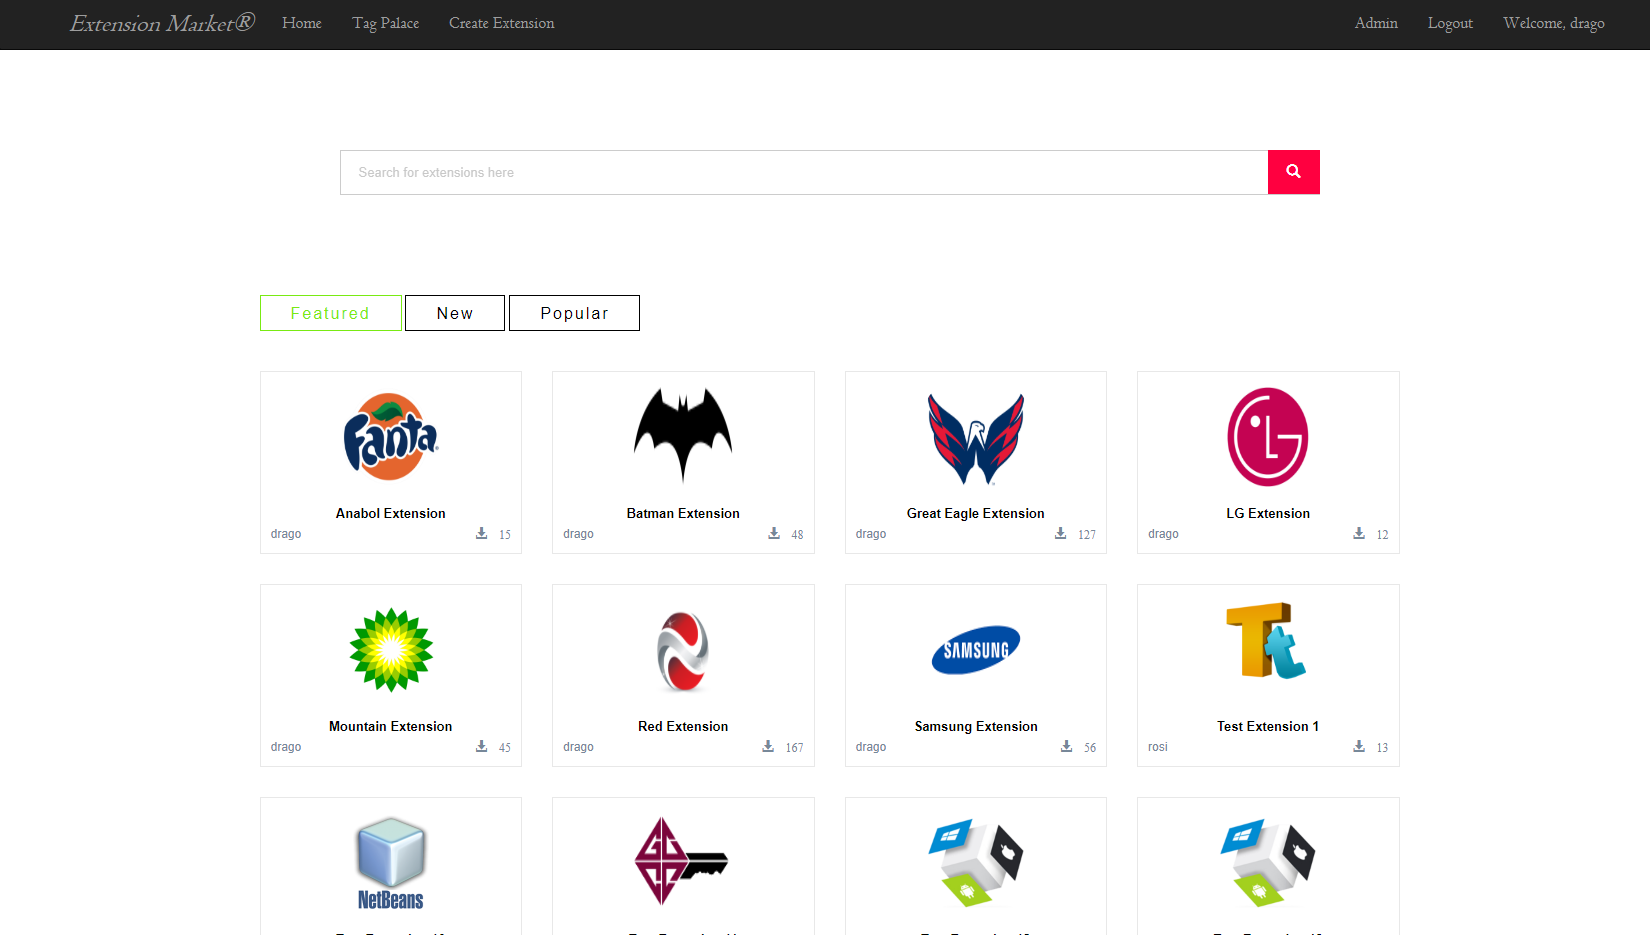 Extension Market® Home Tag Palace Create Extension Admin Logout Welcome, drago
Search for extensions here
Featured New Popular
Fanta
LG
Anabol Extension Batman Extension Great Eagle Extension LG Extension
drago 15 drago 48 drago 127 drago 12
SAMSUNG
Tt
Mountain Extension Red Extension Samsung Extension Test Extension 1
drago 45 drago 167 drago 56 rosi 13
NetBeans